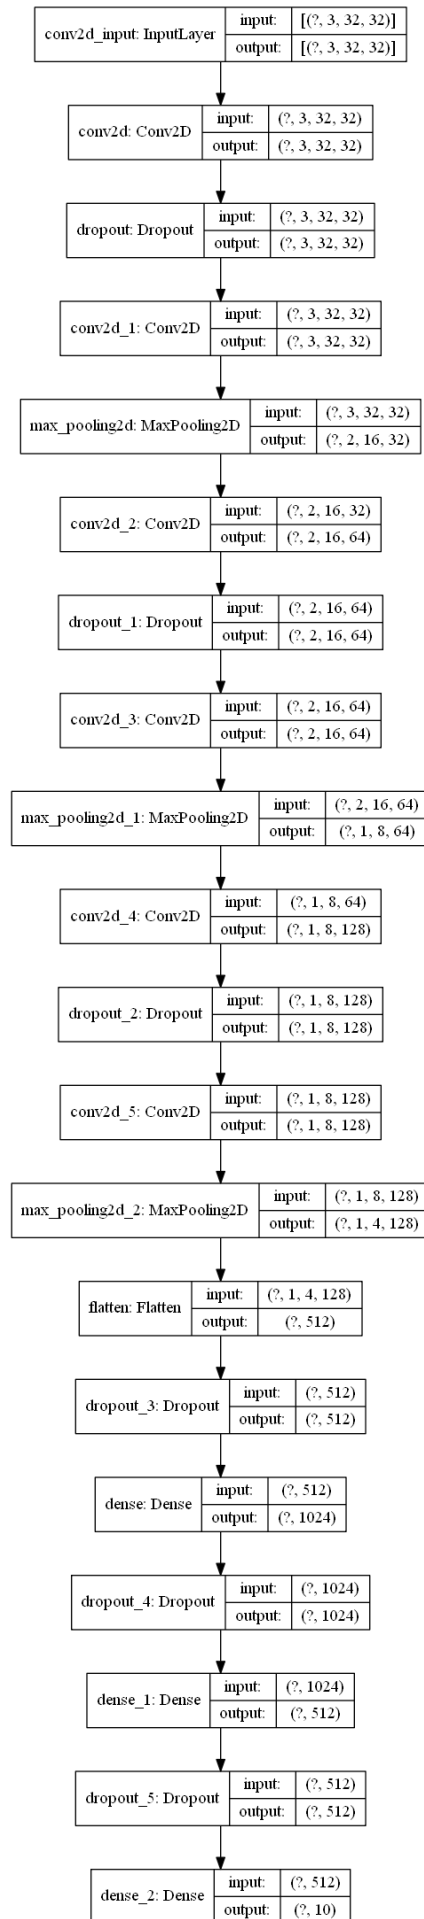 conv2d_input: InputLayer
input: [(?, 3, 32, 32)]
output: [(?, 3, 32, 32)]
conv2d: Conv2D
input: (?, 3, 32, 32)
output: (?, 3, 32, 32)
dropout: Dropout
input: (?, 3, 32, 32)
output: (?, 3, 32, 32)
conv2d_1: Conv2D
input: (?, 3, 32, 32)
output: (?, 3, 32, 32)
max_pooling2d: MaxPooling2D
input: (?, 3, 32, 32)
output: (?, 2, 16, 32)
conv2d_2: Conv2D
input: (?, 2, 16, 32)
output: (?, 2, 16, 64)
dropout_1: Dropout
input: (?, 2, 16, 64)
output: (?, 2, 16, 64)
conv2d_3: Conv2D
input: (?, 2, 16, 64)
output: (?, 2, 16, 64)
max_pooling2d_1: MaxPooling2D
input: (?, 2, 16, 64)
output: (?, 1, 8, 64)
conv2d_4: Conv2D
input: (?, 1, 8, 64)
output: (?, 1, 8, 128)
dropout_2: Dropout
input: (?, 1, 8, 128)
output: (?, 1, 8, 128)
conv2d_5: Conv2D
input: (?, 1, 8, 128)
output: (?, 1, 8, 128)
max_pooling2d_2: MaxPooling2D
input: (?, 1, 8, 128)
output: (?, 1, 4, 128)
flatten: Flatten
input: (?, 1, 4, 128)
output: (?, 512)
dropout_3: Dropout
input: (?, 512)
output: (?, 512)
dense: Dense
input: (?, 512)
output: (?, 1024)
dropout_4: Dropout
input: (?, 1024)
output: (?, 1024)
dense_1: Dense
input: (?, 1024)
output: (?, 512)
dropout_5: Dropout
input: (?, 512)
output: (?, 512)
dense_2: Dense
input: (?, 512)
output: (?, 10)